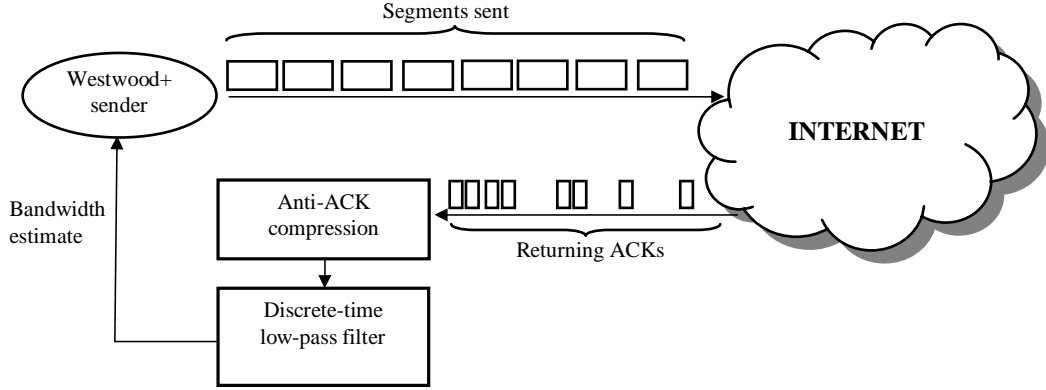 Segments sent
Westwood+
sender
INTERNET
Anti-ACK
compression
Returning ACKs
Bandwidth
estimate
Discrete-time
low-pass filter